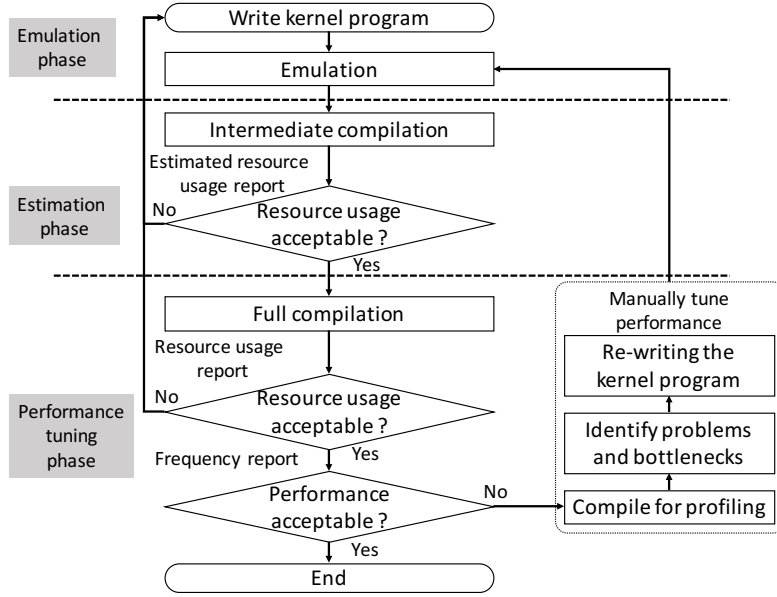 Write kernel program
Emulation
phase
Emulation
Intermediate compilation
Estimated resource
usage report
Estimation
phase
No
Resource usage
acceptable ?
Yes
Full compilation
Manually tune
performance
Resource usage
report
Re-writing the
kernel program
No
Performance
tuning
phase
Resource usage
acceptable ?
Identify problems
and bottlenecks
Yes
Frequency report
Performance
acceptable ?
No
Compile for profiling
Yes
End